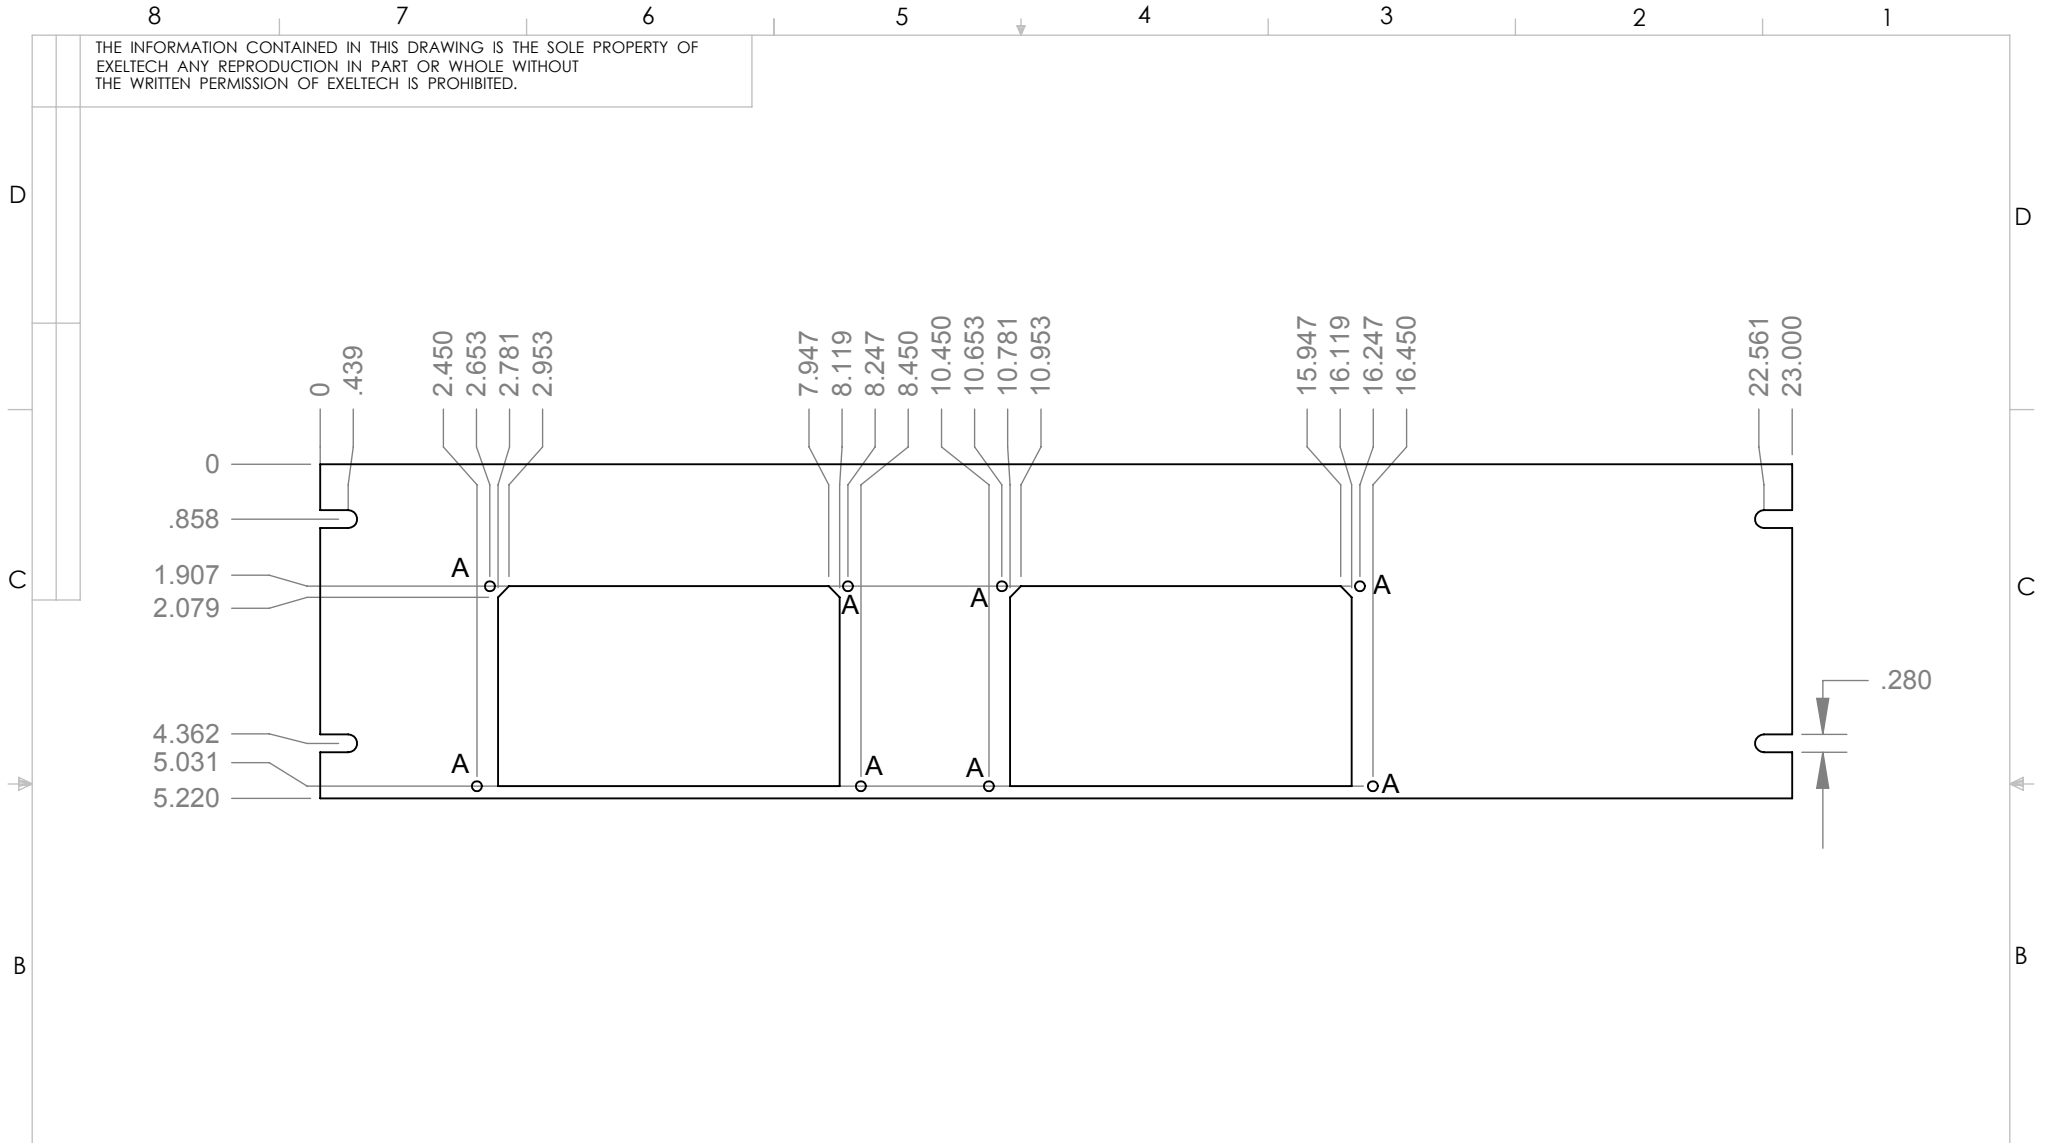 8 7 6 5 4 3 2 1
THE INFORMATION CONTAINED IN THIS DRAWING IS THE SOLE PROPERTY OF
EXELTECH ANY REPRODUCTION IN PART OR WHOLE WITHOUT
THE WRITTEN PERMISSION OF EXELTECH IS PROHIBITED.
D D
0 .439 2.450 2.653 2.781 2.953 7.947 8.119 8.247 8.450 10.450 10.653 10.781 10.953 15.947 16.119 16.247 16.450 22.561 23.000
0
.858
1.907
A A A A
C C
2.079
.280
4.362
5.031
A A A A
5.220
B B